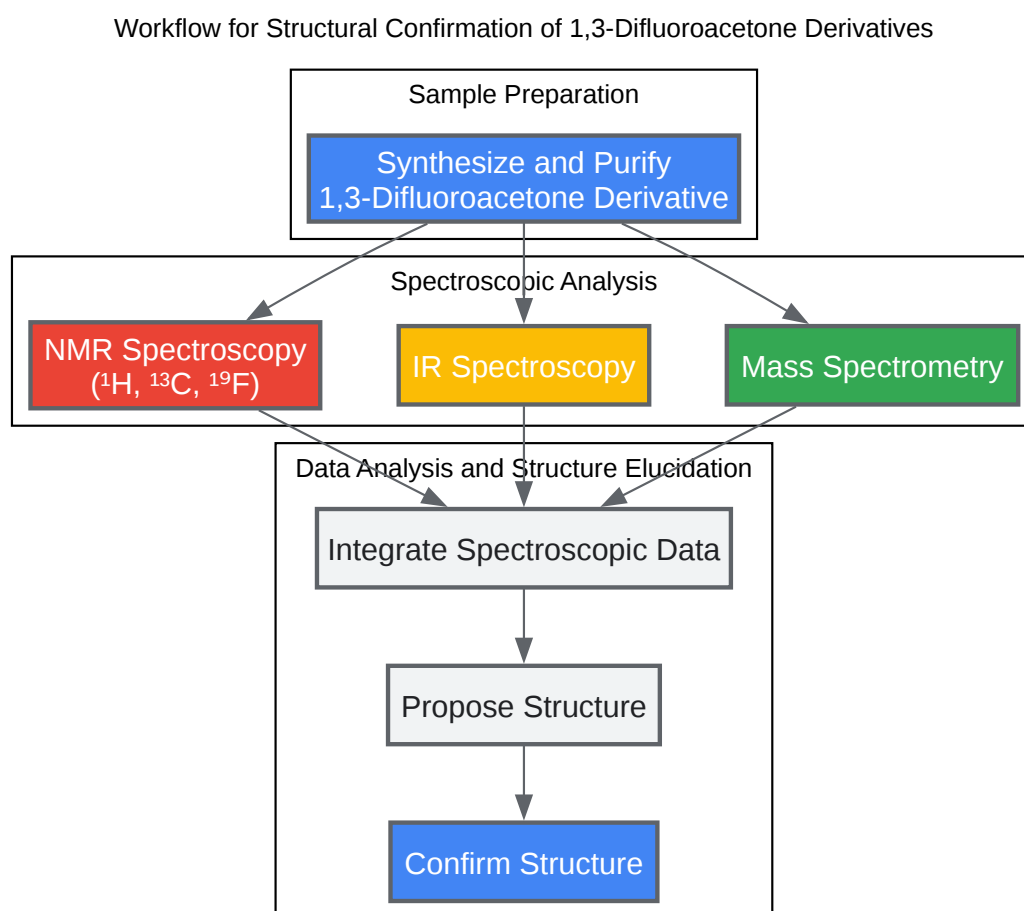 Workflow for Structural Confirmation of 1,3-Difluoroacetone Derivatives
Sample Preparation
Synthesize and Purify
1,3-Difluoroacetone Derivative
Spectroscopic Analysis
NMR Spectroscopy
(¹H, ¹³C, ¹⁹F)
IR Spectroscopy
Mass Spectrometry
Data Analysis and Structure Elucidation
Integrate Spectroscopic Data
Propose Structure
Confirm Structure